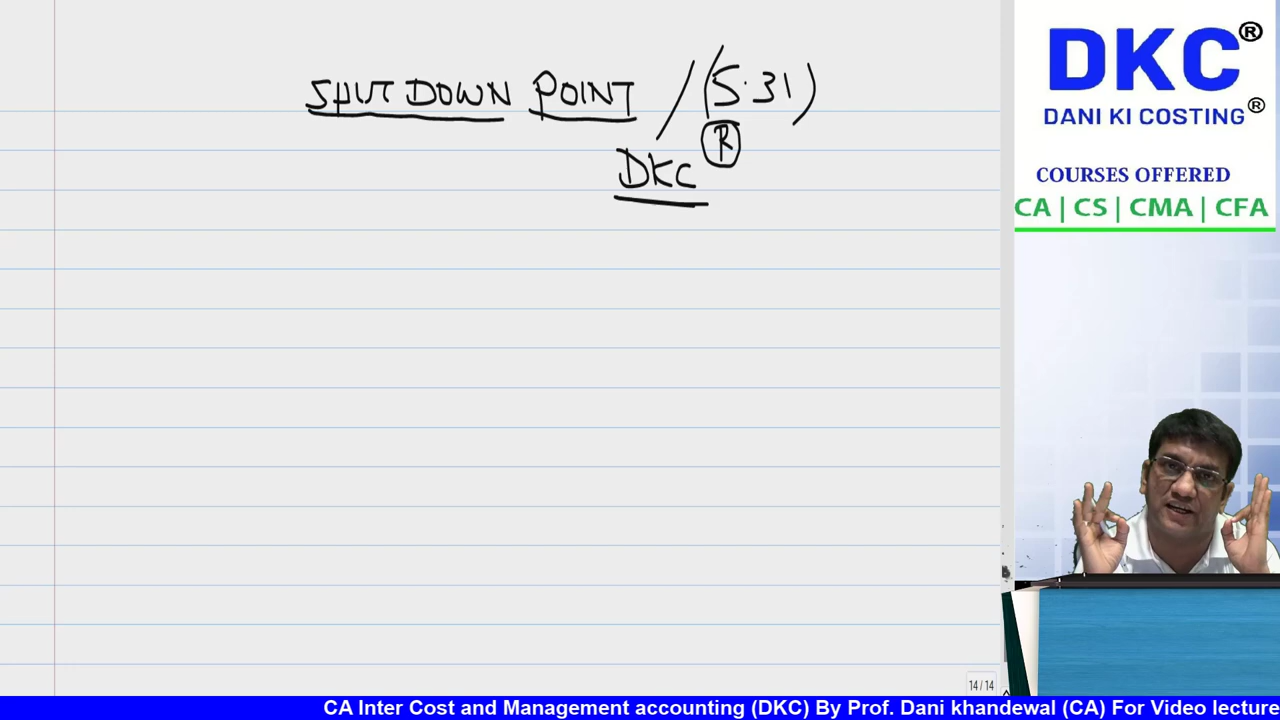 SHUT DOWN POINT / (5.31)
DKC ®
DKC®
DANI KI COSTING®
COURSES OFFERED
CA | CS | CMA | CFA
14 / 14
CA Inter Cost and Management accounting (DKC) By Prof. Dani khandewal (CA) For Video lecture